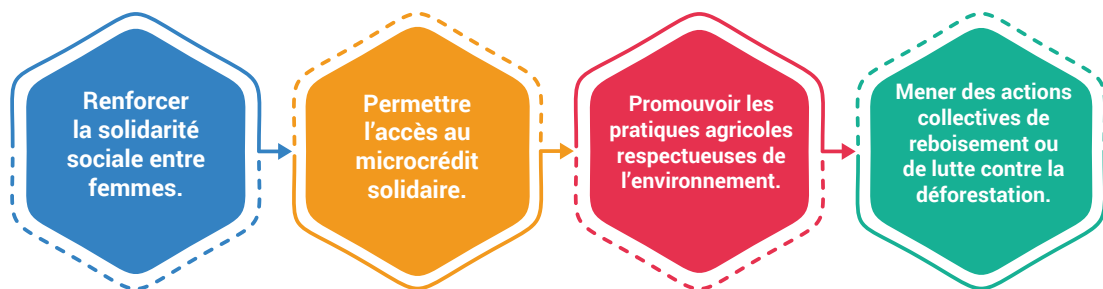 Renforcer
la solidarité
sociale entre
femmes.
Permettre
l’accès au
microcrédit
solidaire.
Promouvoir les
pratiques agricoles
respectueuses de
l’environnement.
Mener des actions
collectives de
reboisement ou
de lutte contre la
déforestation.